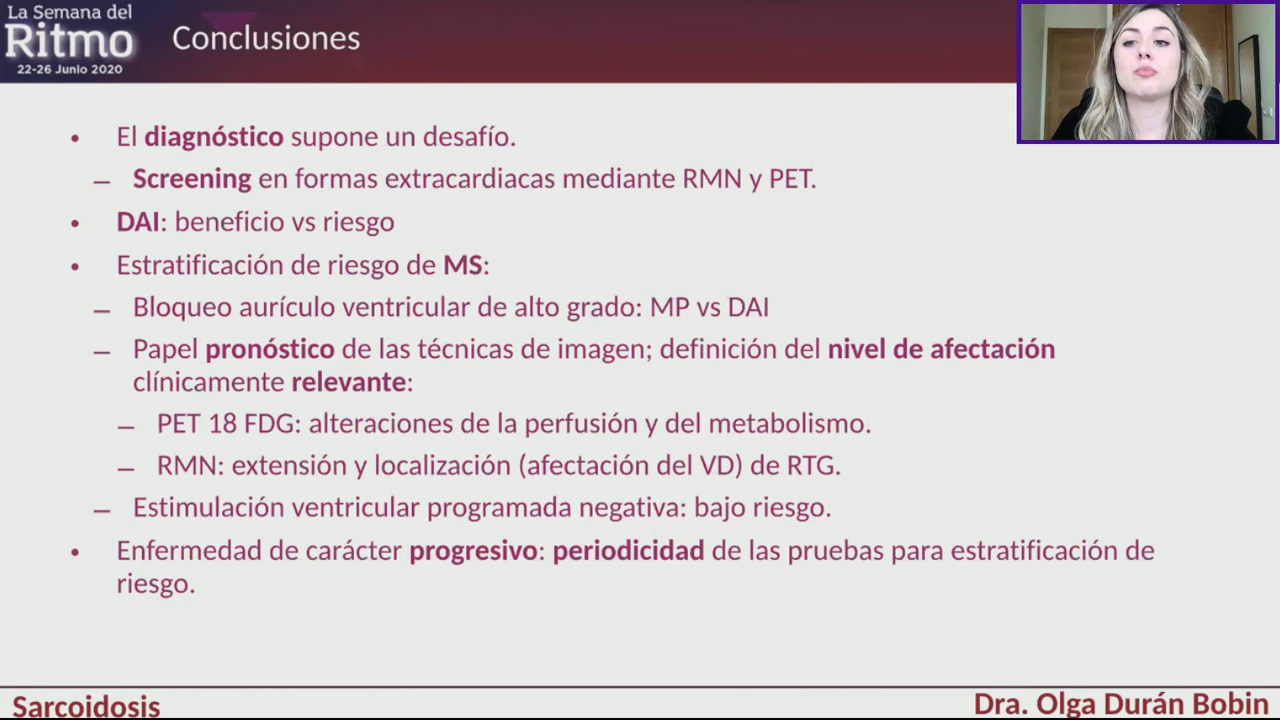 La Semana del
Ritmo
22-26 Junio 2020
Conclusiones
• El diagnóstico supone un desafío.
– Screening en formas extracardiacas mediante RMN y PET.
• DAI: beneficio vs riesgo
• Estratificación de riesgo de MS:
– Bloqueo aurículo ventricular de alto grado: MP vs DAI
– Papel pronóstico de las técnicas de imagen; definición del nivel de afectación
clínicamente relevante:
– PET 18 FDG: alteraciones de la perfusión y del metabolismo.
– RMN: extensión y localización (afectación del VD) de RTG.
– Estimulación ventricular programada negativa: bajo riesgo.
• Enfermedad de carácter progresivo: periodicidad de las pruebas para estratificación de
riesgo.
Sarcoidosis
Dra. Olga Durán Bobin